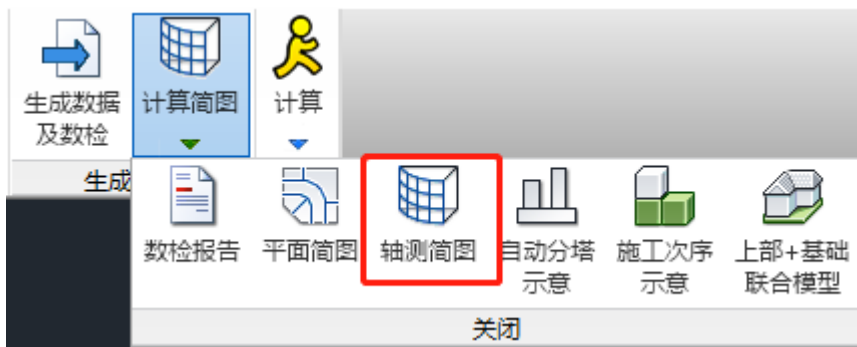 生成数据
及数检
计算简图
计算
生成
数检报告
平面简图
轴测简图
自动分塔
示意
施工次序
示意
上部+基础
联合模型
关闭